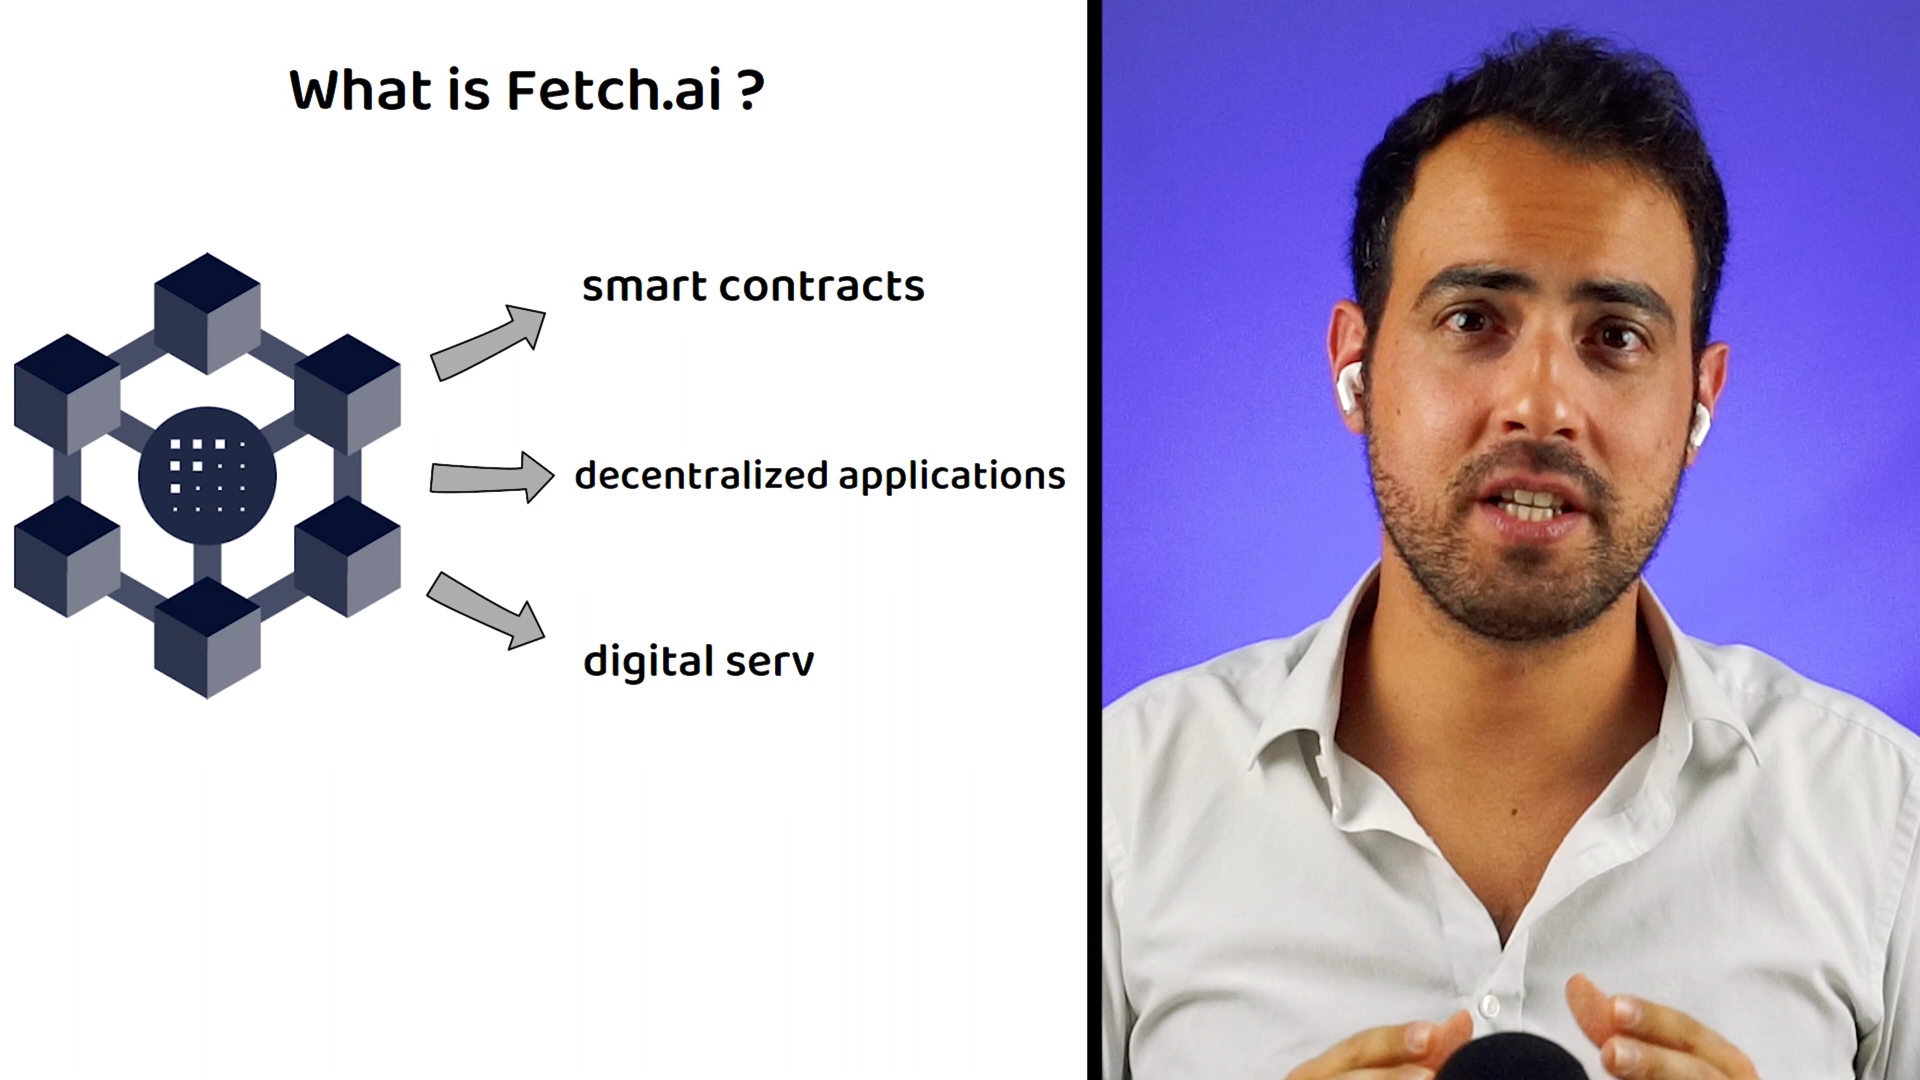 What is Fetch.ai ?
smart contracts
decentralized applications
digital serv